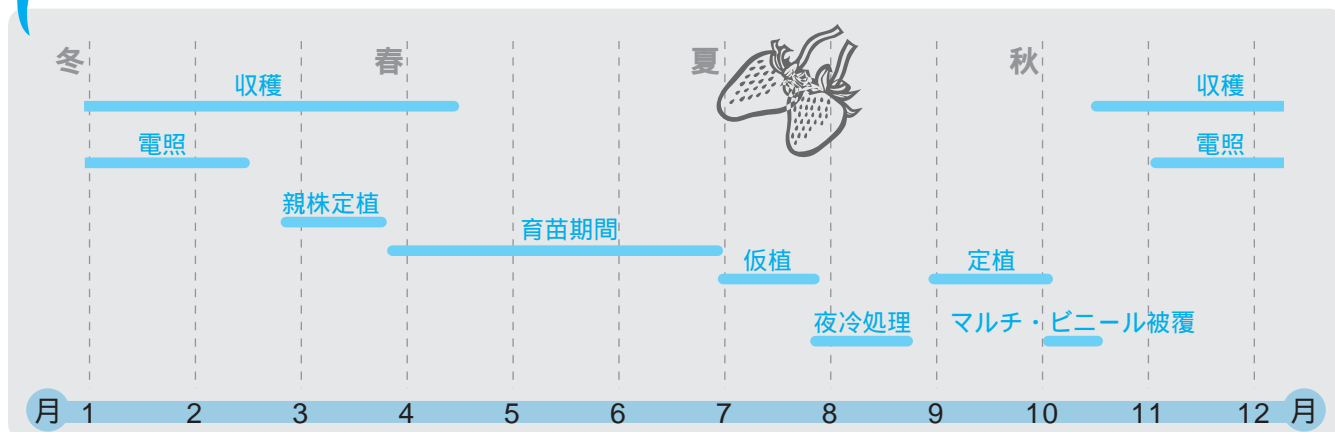 冬 春 夏 秋
収穫 収穫
電照 電照
親株定植
育苗期間
仮植 定植
夜冷処理 マルチ・ビニール被覆
月 1 2 3 4 5 6 7 8 9 10 11 12 月